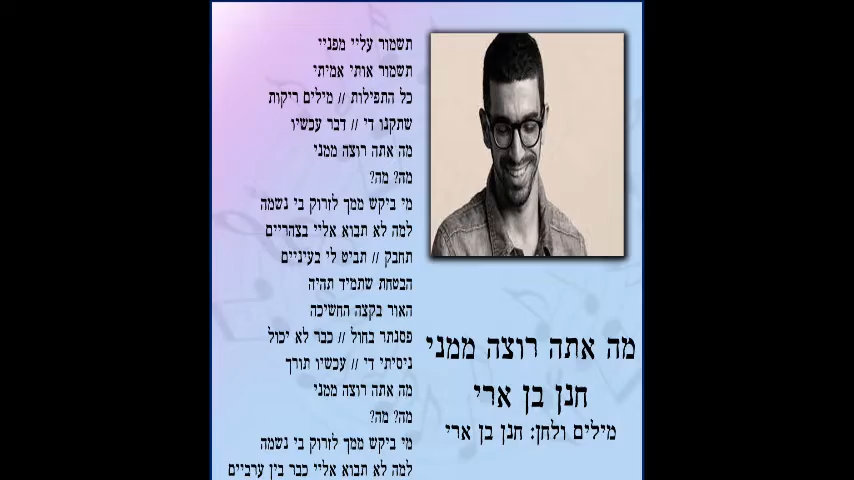 תשמור עליי מפניי
תשמור אותי אמיתי
כל התפילות // מילים ריקות
שתקנו די // דבר עכשיו
מה אתה רוצה ממני
מה? מה?
מי ביקש ממך לזרוק בי נשמה
למה לא תבוא אליי בצהריים
תחבק // תביט לי בעיניים
הבטחת שתמיד תהיה
האור בקצה החשיכה
פסנתר בחול // כבר לא יכול
ניסיתי די // עכשיו תורך
מה אתה רוצה ממני
מה? מה?
מי ביקש ממך לזרוק בי נשמה
למה לא תבוא אליי כבר בין ערביים
מה אתה רוצה ממני
חנן בן ארי
מילים ולחן: חנן בן ארי